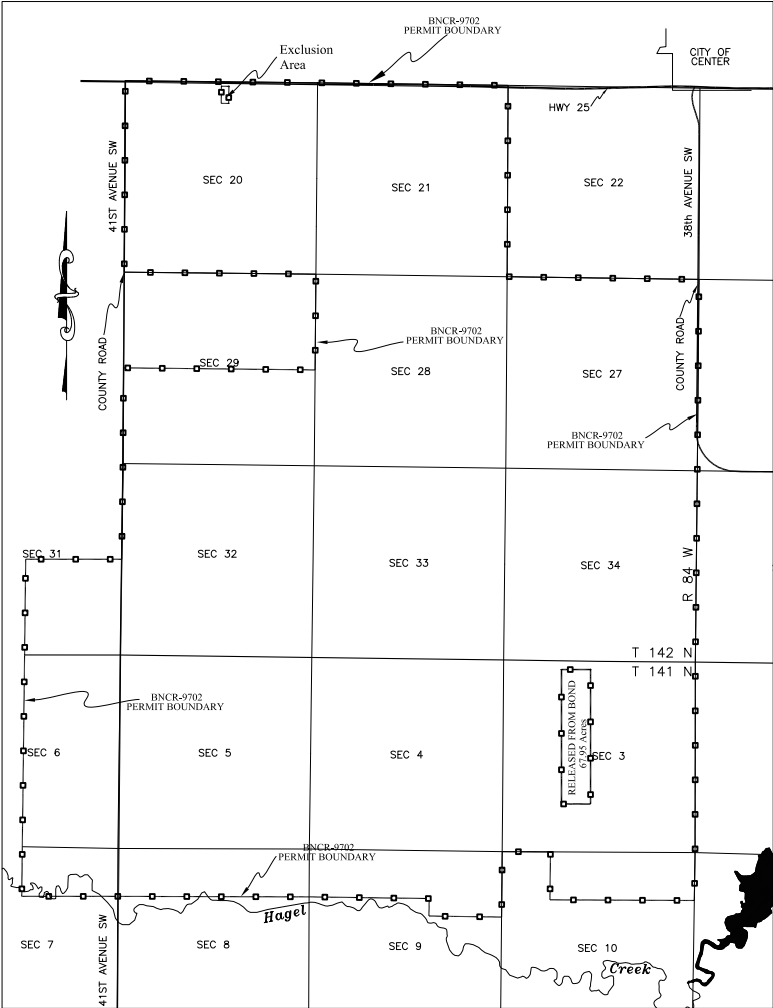 BNCR-9702
PERMIT BOUNDARY
Exclusion
Area
CITY OF
CENTER
HWY 25
41ST AVENUE SW
SEC 20
SEC 21
SEC 22
38th AVENUE SW
COUNTY ROAD
SEC 29
BNCR-9702
PERMIT BOUNDARY
SEC 28
SEC 27
COUNTY ROAD
BNCR-9702
PERMIT BOUNDARY
SEC 31
SEC 32
SEC 33
SEC 34
R 84 W
T 142 N
T 141 N
BNCR-9702
PERMIT BOUNDARY
SEC 6
SEC 5
SEC 4
RELEASED FROM BOND
67.95 Acres
SEC 3
BNCR-9702
PERMIT BOUNDARY
Hagel
Creek
SEC 7
41ST AVENUE SW
SEC 8
SEC 9
SEC 10